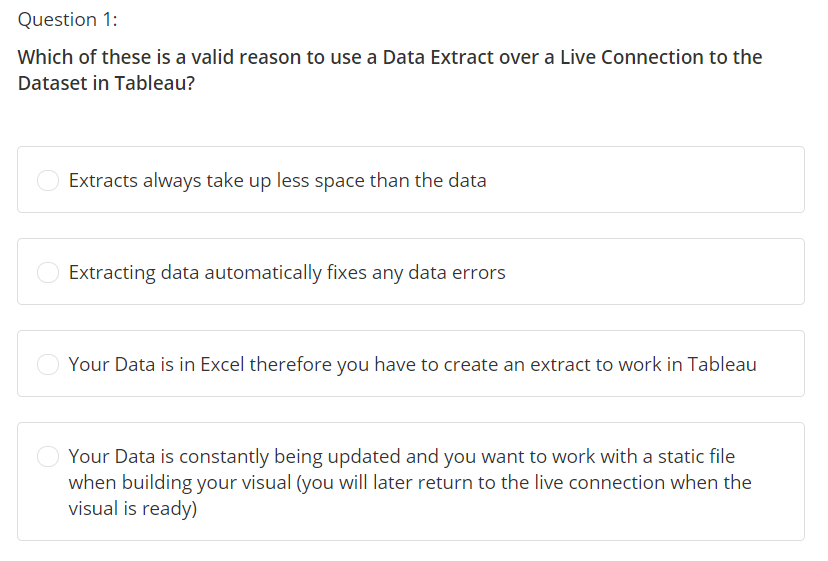 Question 1:
Which of these is a valid reason to use a Data Extract over a Live Connection to the
Dataset in Tableau?
Extracts always take up less space than the data
Extracting data automatically fixes any data errors
Your Data is in Excel therefore you have to create an extract to work in Tableau
Your Data is constantly being updated and you want to work with a static file
when building your visual (you will later return to the live connection when the
visual is ready)